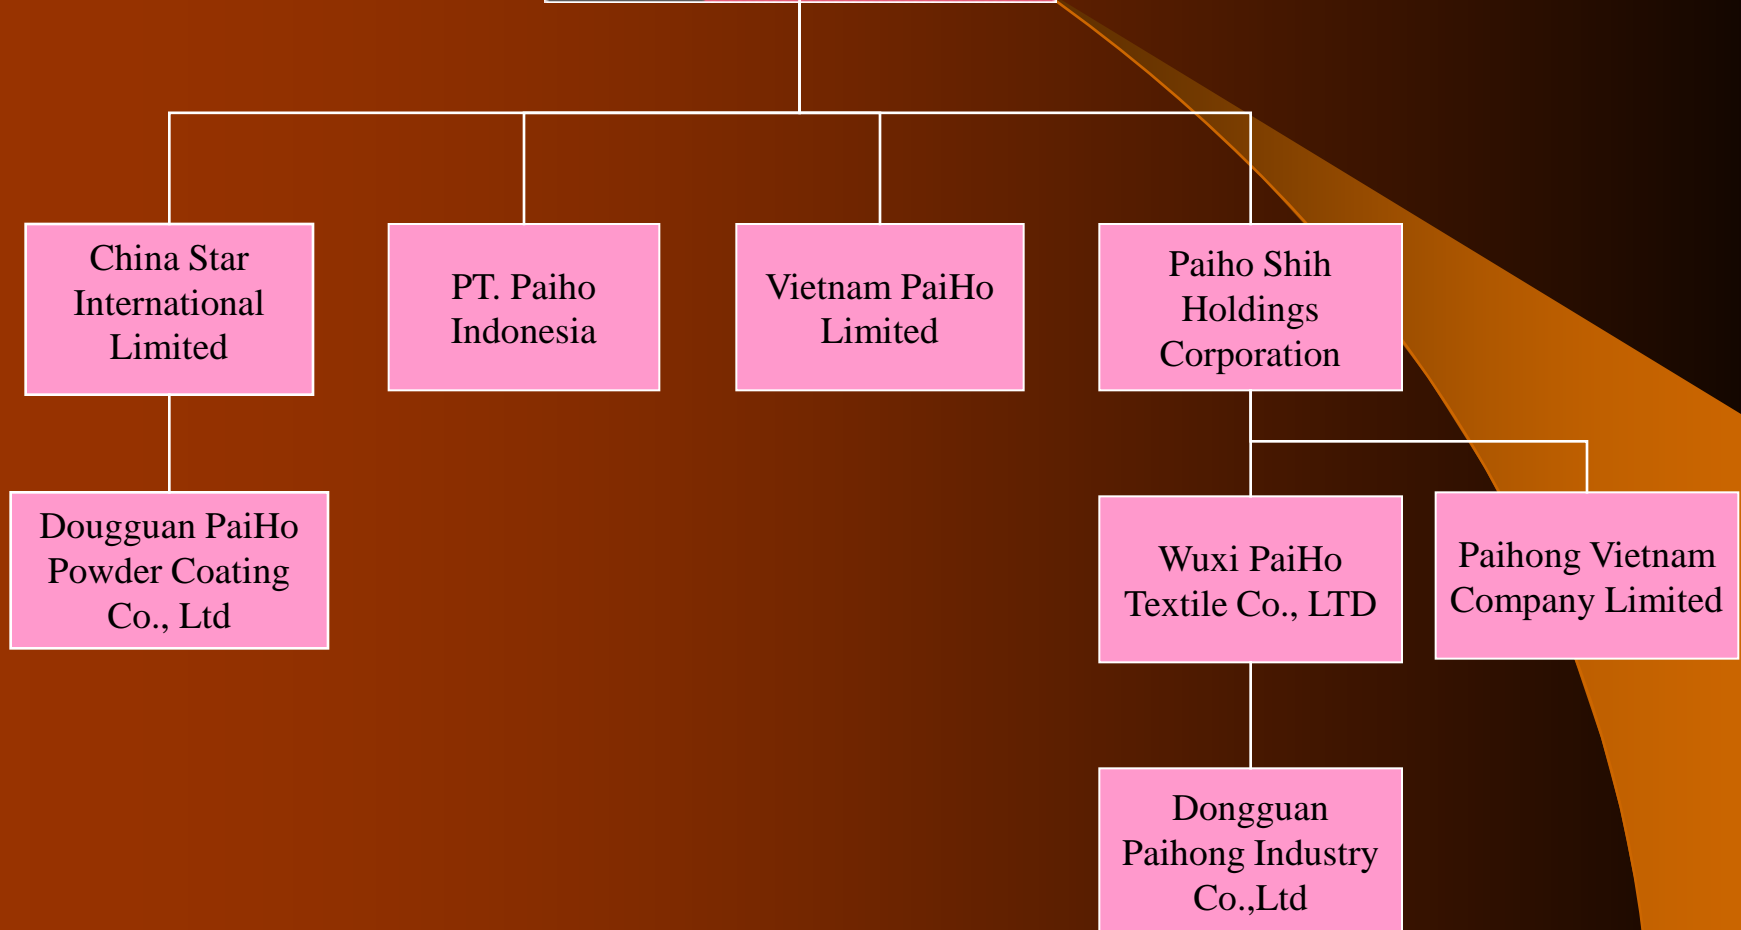 China Star
International
Limited
PT. Paiho
Indonesia
Vietnam PaiHo
Limited
Paiho Shih
Holdings
Corporation
Dougguan PaiHo
Powder Coating
Co., Ltd
Wuxi PaiHo
Textile Co., LTD
Paihong Vietnam
Company Limited
Dongguan
Paihong Industry
Co.,Ltd